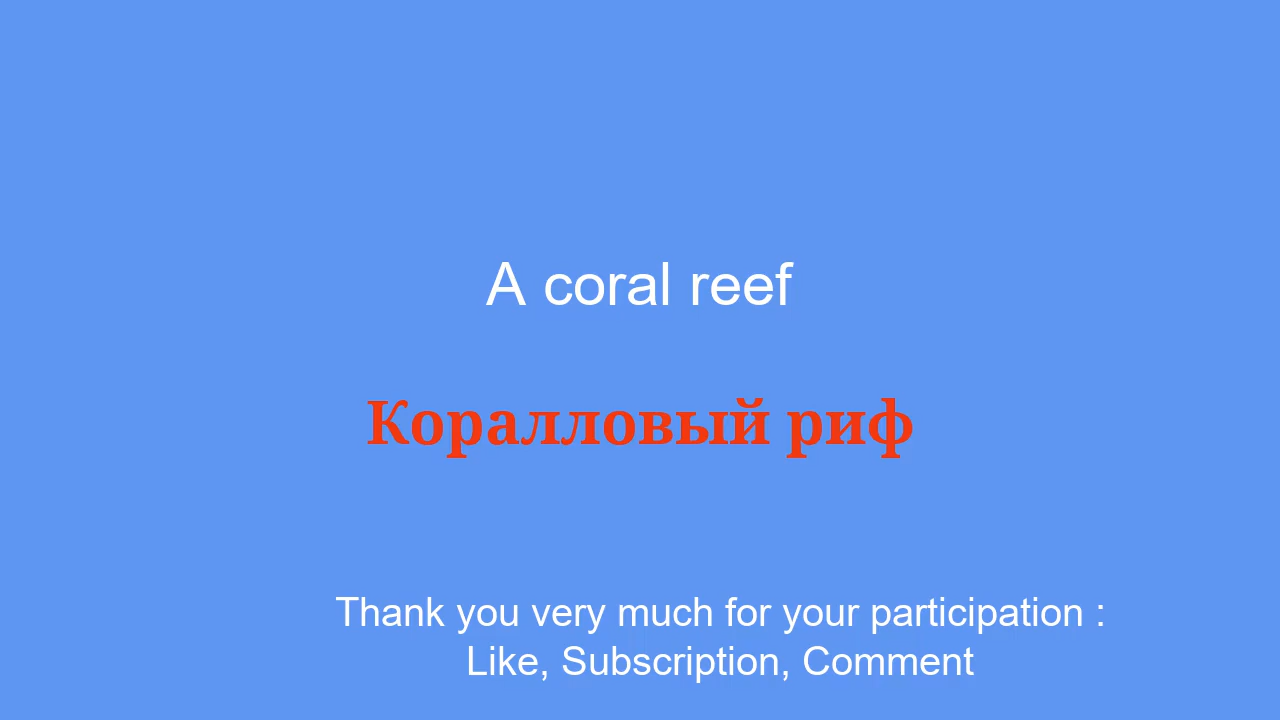 A coral reef
Коралловый риф
Thank you very much for your participation :
Like, Subscription, Comment